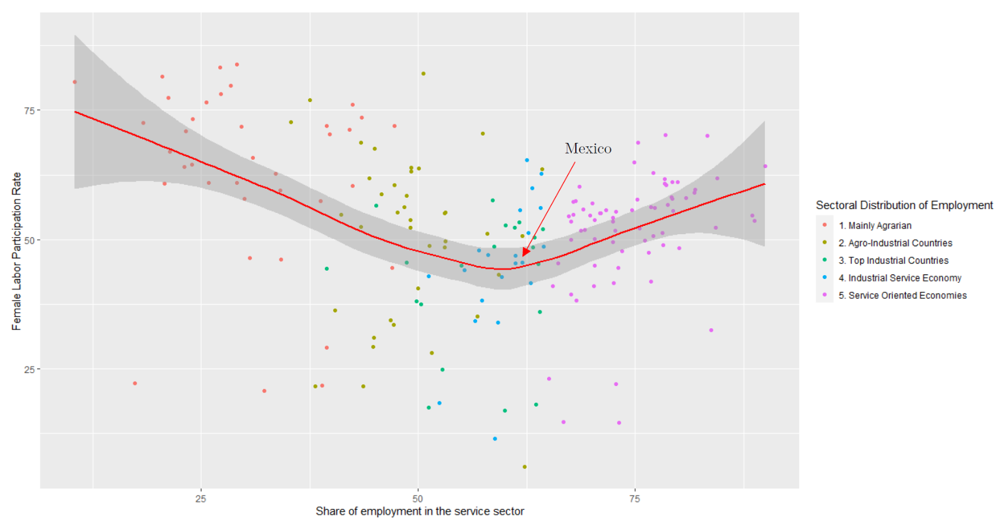 Mexico
75
50
25
Female Labor Participation Rate
25 50 75
Share of employment in the service sector
Sectoral Distribution of Employment
1. Mainly Agrarian
2. Agro-Industrial Countries
3. Top Industrial Countries
4. Industrial Service Economy
5. Service Oriented Economies